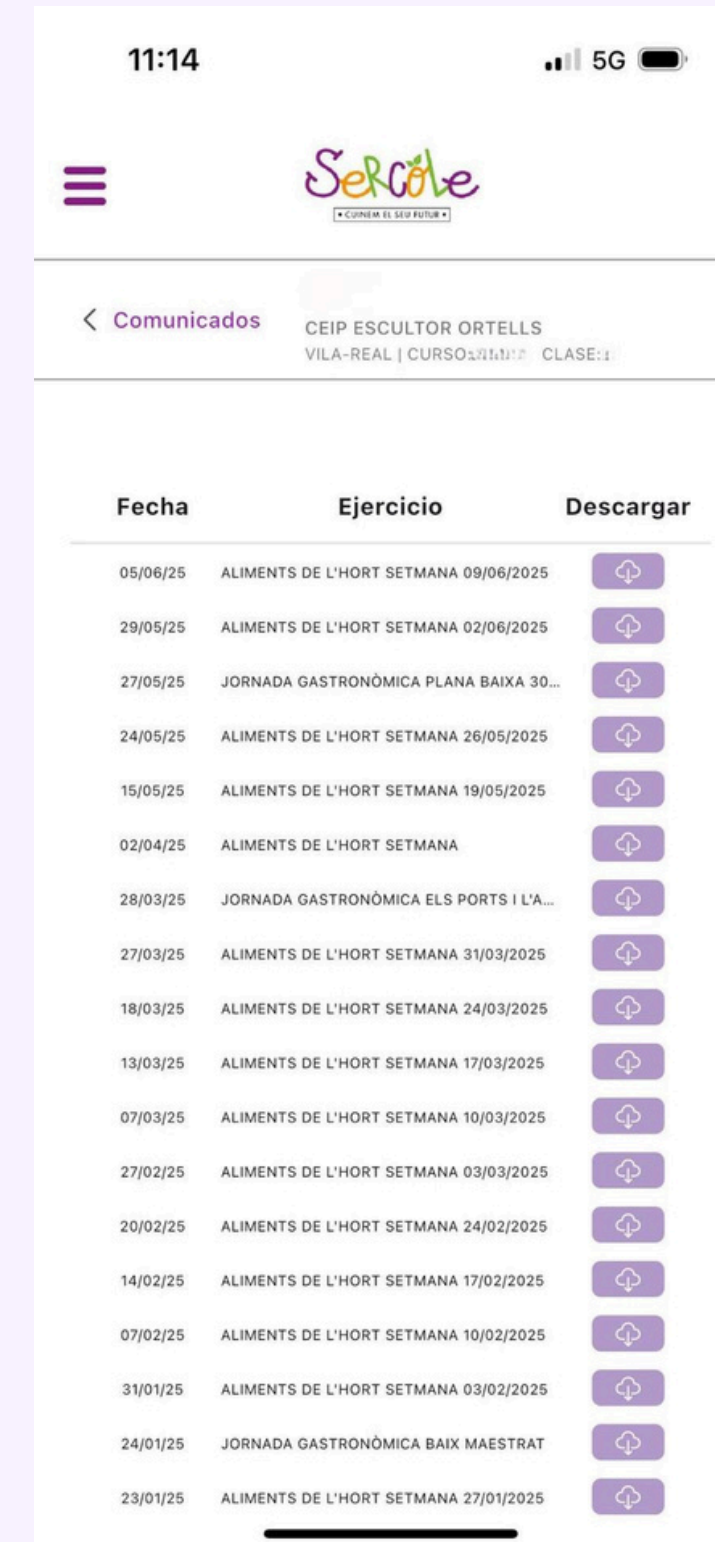 11:14 5G
SeRCole
• CUINEM EL SEU FUTUR •
Comunicados
CEIP ESCULTOR ORTELLS
VILA-REAL | CURSO: CLASE:
Fecha Ejercicio Descargar
05/06/25 ALIMENTS DE L'HORT SETMANA 09/06/2025
29/05/25 ALIMENTS DE L'HORT SETMANA 02/06/2025
27/05/25 JORNADA GASTRONÒMICA PLANA BAIXA 30...
24/05/25 ALIMENTS DE L'HORT SETMANA 26/05/2025
15/05/25 ALIMENTS DE L'HORT SETMANA 19/05/2025
02/04/25 ALIMENTS DE L'HORT SETMANA
28/03/25 JORNADA GASTRONÒMICA ELS PORTS I L'A...
27/03/25 ALIMENTS DE L'HORT SETMANA 31/03/2025
18/03/25 ALIMENTS DE L'HORT SETMANA 24/03/2025
13/03/25 ALIMENTS DE L'HORT SETMANA 17/03/2025
07/03/25 ALIMENTS DE L'HORT SETMANA 10/03/2025
27/02/25 ALIMENTS DE L'HORT SETMANA 03/03/2025
20/02/25 ALIMENTS DE L'HORT SETMANA 24/02/2025
14/02/25 ALIMENTS DE L'HORT SETMANA 17/02/2025
07/02/25 ALIMENTS DE L'HORT SETMANA 10/02/2025
31/01/25 ALIMENTS DE L'HORT SETMANA 03/02/2025
24/01/25 JORNADA GASTRONÒMICA BAIX MAESTRAT
23/01/25 ALIMENTS DE L'HORT SETMANA 27/01/2025